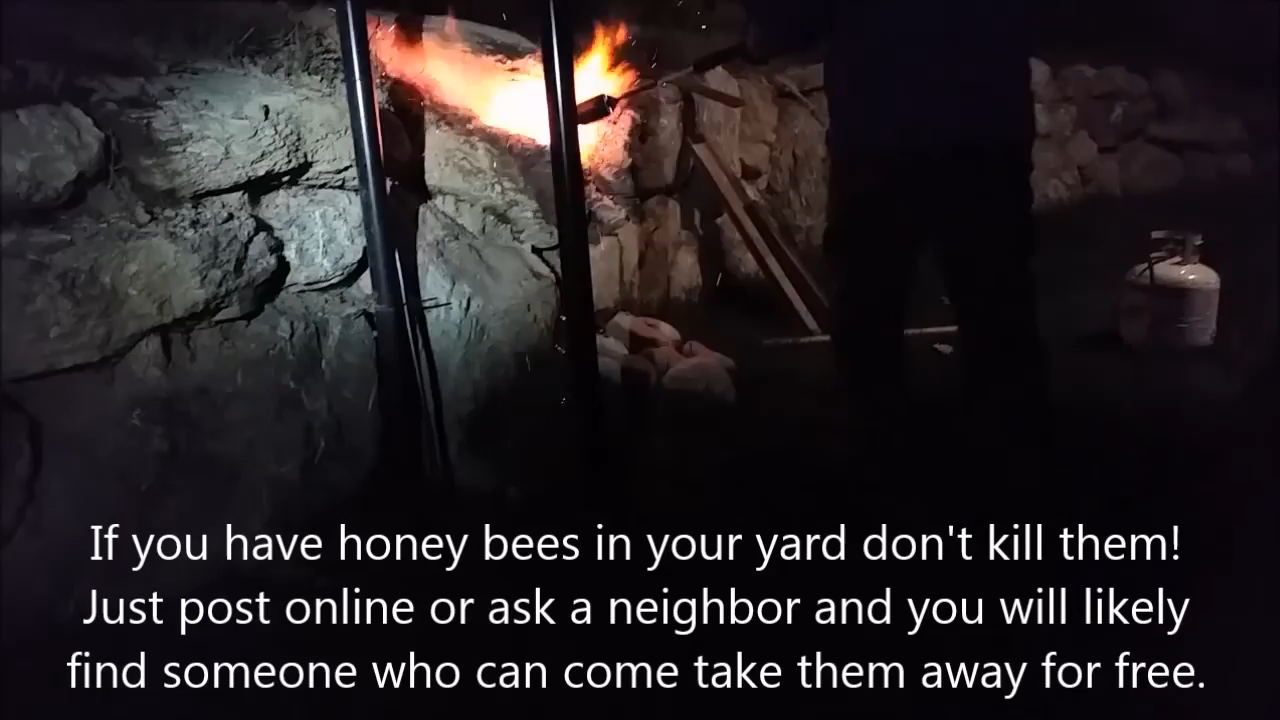 If you have honey bees in your yard don't kill them!
Just post online or ask a neighbor and you will likely
find someone who can come take them away for free.